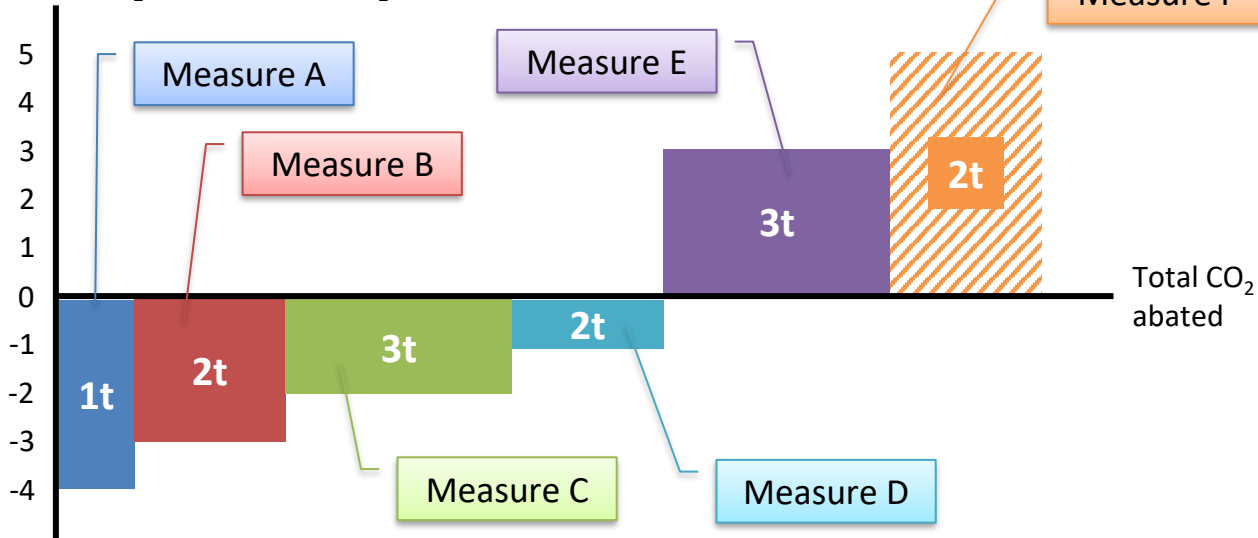 5
Measure A
Measure E
4
3
Measure B
2t
2
3t
1
0
Total CO₂
abated
-1
2t
3t
2t
-2
1t
-3
Measure C
Measure D
-4